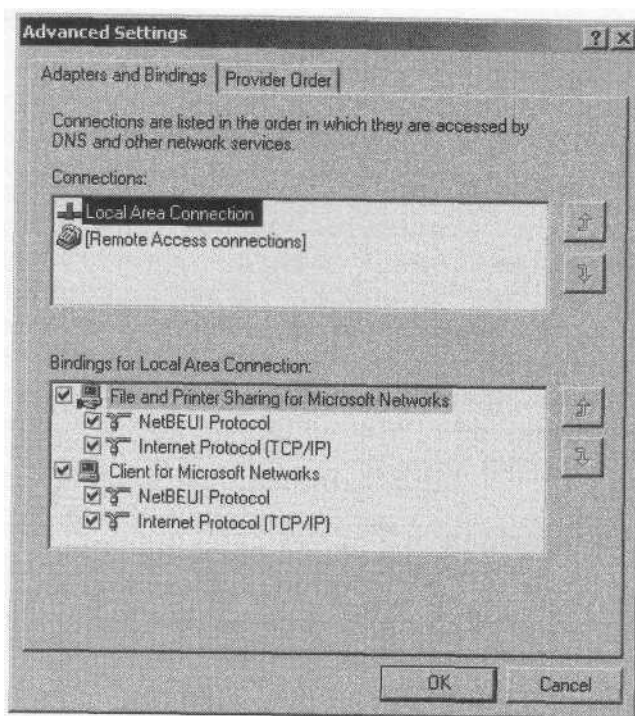 Advanced Settings
Adapters and Bindings
Provider Order
Connections are listed in the order in which they are accessed by
DNS and other network services.
Connections:
Local Area Connection
[Remote Access connections]
Bindings for Local Area Connection:
File and Printer Sharing for Microsoft Networks
NetBEUI Protocol
Internet Protocol (TCP/IP)
Client for Microsoft Networks
NetBEUI Protocol
Internet Protocol (TCP/IP)
OK
Cancel